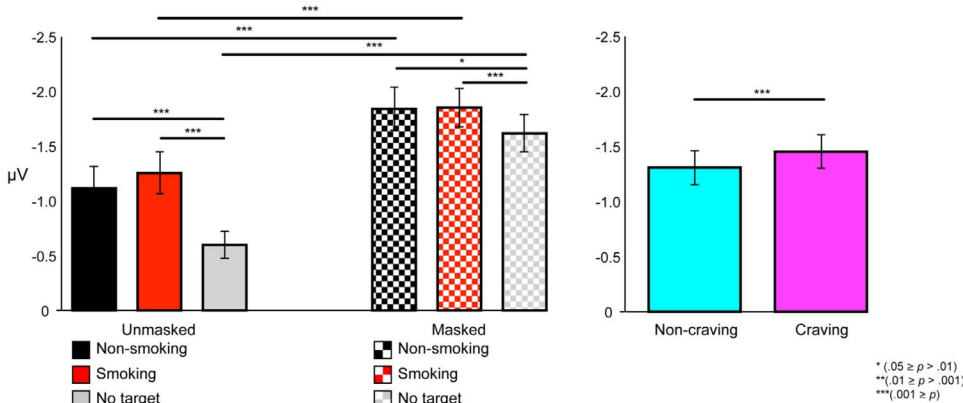 ***
***
-2.5
-2.5
***
*
-2.0
***
-2.0
***
***
***
-1.5
-1.5
µV
-1.0
-1.0
-0.5
-0.5
0
0
Unmasked
Masked
Non-craving
Craving
Non-smoking
Non-smoking
Smoking
Smoking
No target
No target
* (.05 ≥ p > .01)
**(.01 ≥ p > .001)
***(.001 ≥ p)